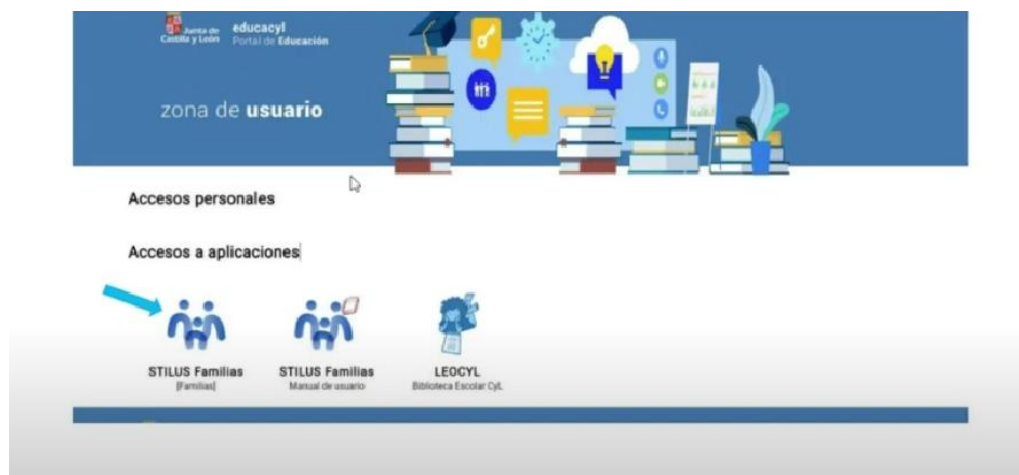 Junta de
Castilla y León
educacyl
Portal de Educación
zona de usuario
Accesos personales
Accesos a aplicaciones
STILUS Familias
[Familias]
STILUS Familias
Manual de usuario
LEOCYL
Biblioteca Escolar CyL